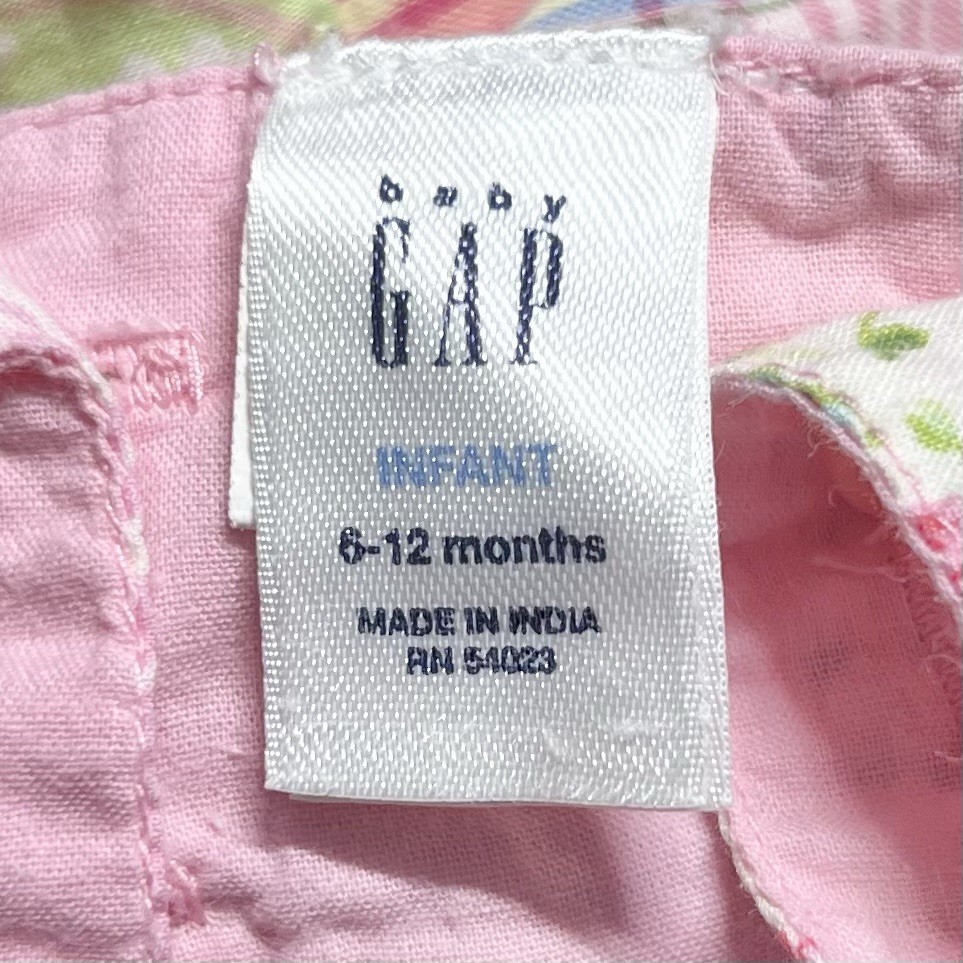 baby
GAP
INFANT
6-12 months
MADE IN INDIA
RN 54023